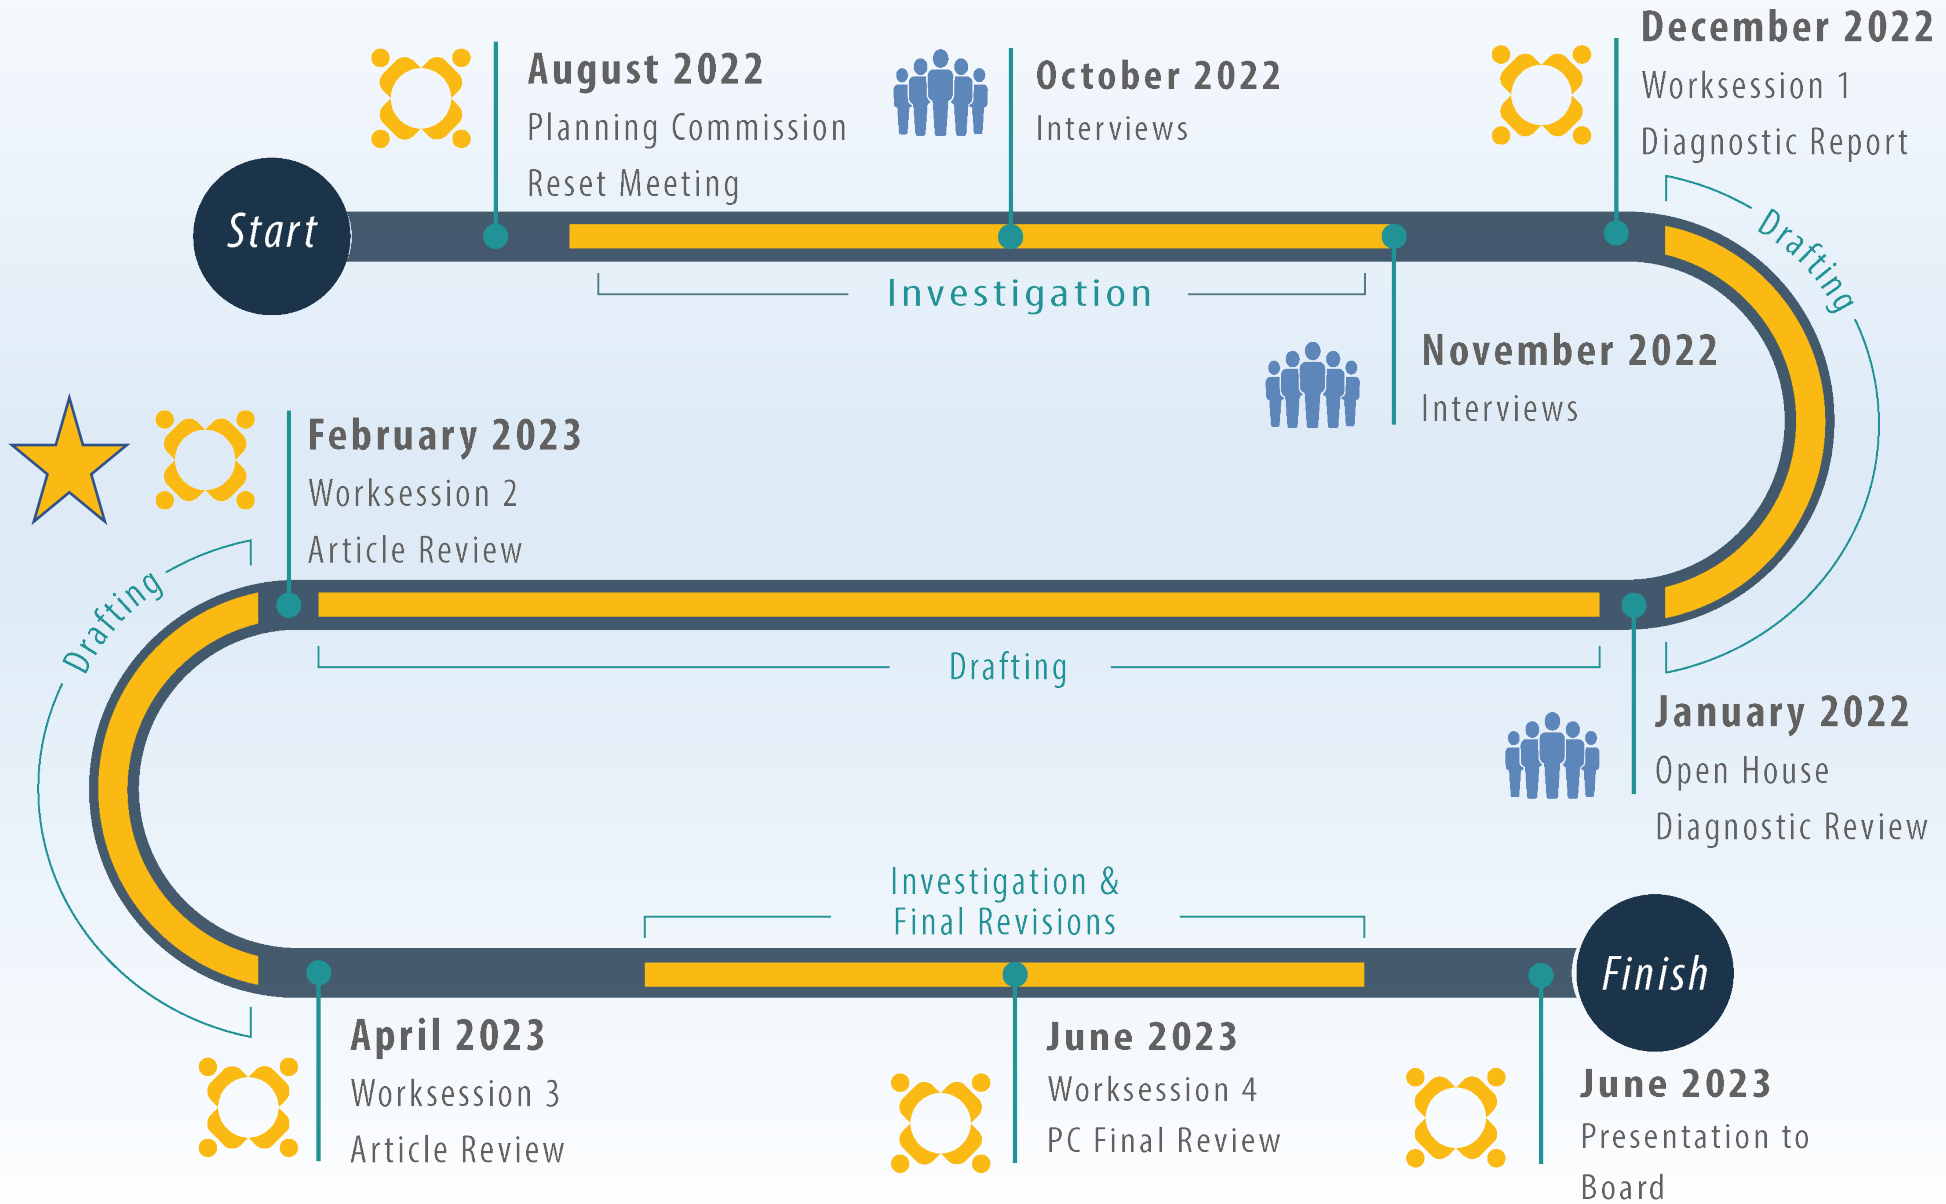 Start
August 2022
Planning Commission
Reset Meeting
October 2022
Interviews
December 2022
Worksession 1
Diagnostic Report
Investigation
Drafting
November 2022
Interviews
February 2023
Worksession 2
Article Review
Drafting
Drafting
January 2022
Open House
Diagnostic Review
Investigation &
Final Revisions
Finish
April 2023
Worksession 3
Article Review
June 2023
Worksession 4
PC Final Review
June 2023
Presentation to
Board